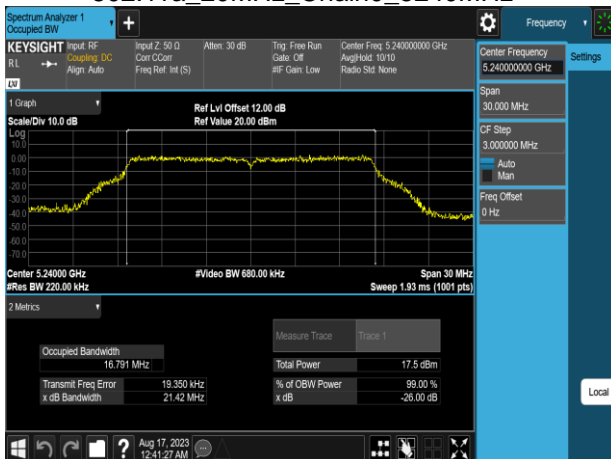 Spectrum Analyzer 1
Occupied BW
Frequency
KEYSIGHT
R L
LXI
Input: RF
Coupling: DC
Align: Auto
Input Z: 50 Ω
Corr CCorr
Freq Ref: Int (S)
Atten: 30 dB
Trig: Free Run
Gate: Off
#IF Gain: Low
Center Freq: 5.240000000 GHz
Avg|Hold: 10/10
Radio Std: None
Center Frequency
5.240000000 GHz
Settings
Span
30.000 MHz
CF Step
3.000000 MHz
Auto
Man
Freq Offset
0 Hz
Local
1 Graph
Scale/Div 10.0 dB
Ref Lvl Offset 12.00 dB
Ref Value 20.00 dBm
Log
10.0
0.00
-10.0
-20.0
-30.0
-40.0
-50.0
-60.0
-70.0
Center 5.24000 GHz
#Video BW 680.00 kHz
Span 30 MHz
#Res BW 220.00 kHz
Sweep 1.93 ms (1001 pts)
2 Metrics
Measure Trace
Trace 1
Occupied Bandwidth
16.791 MHz
Total Power
17.5 dBm
Transmit Freq Error
19.350 kHz
% of OBW Power
99.00 %
x dB Bandwidth
21.42 MHz
x dB
-26.00 dB
?
Aug 17, 2023
12:41:27 AM